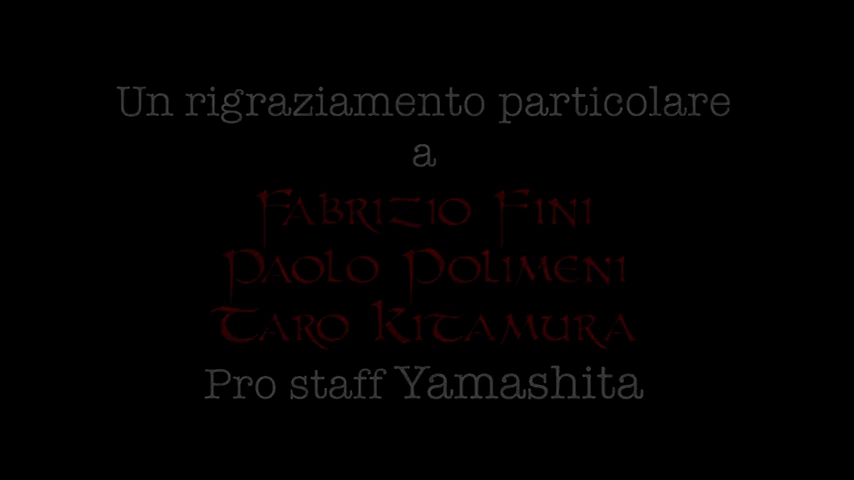 Un rigraziamento particolare
a
Fabrizio Fini
Paolo Polimeni
Taro Kitamura
Pro staff Yamashita